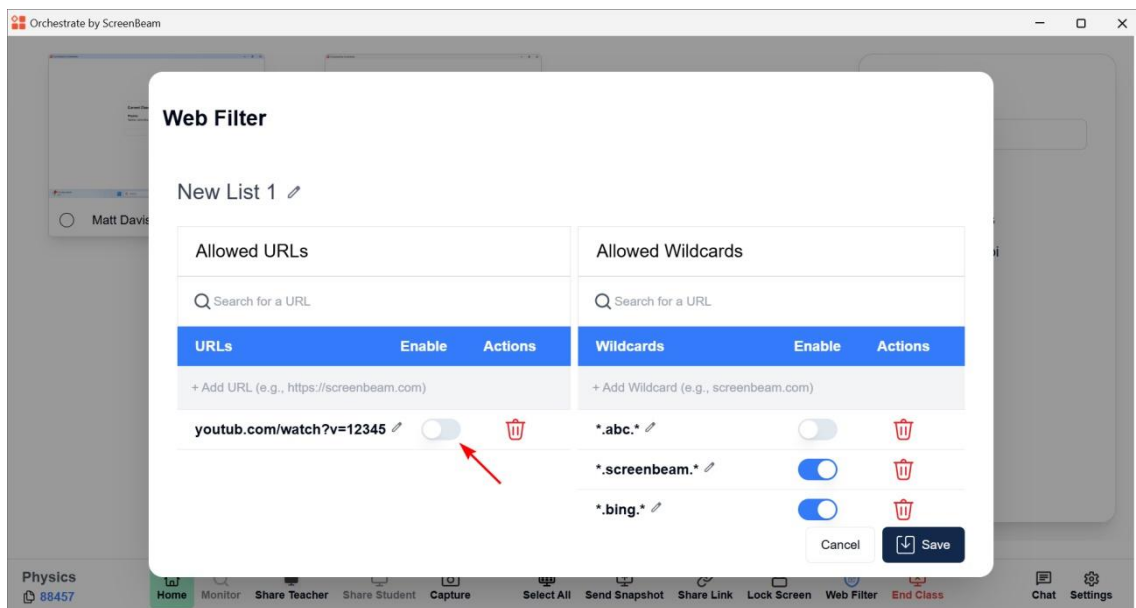 Orchestrate by ScreenBeam
Web Filter
New List 1
Allowed URLs
Search for a URL
URLs Enable Actions
+ Add URL (e.g., https://screenbeam.com)
youtub.com/watch?v=12345
Allowed Wildcards
Search for a URL
Wildcards Enable Actions
+ Add Wildcard (e.g., screenbeam.com)
*.abc.*
*.screenbeam.*
*.bing.*
Cancel Save
Matt Davis
Physics
88457
Home Monitor Share Teacher Share Student Capture Select All Send Snapshot Share Link Lock Screen Web Filter End Class Chat Settings